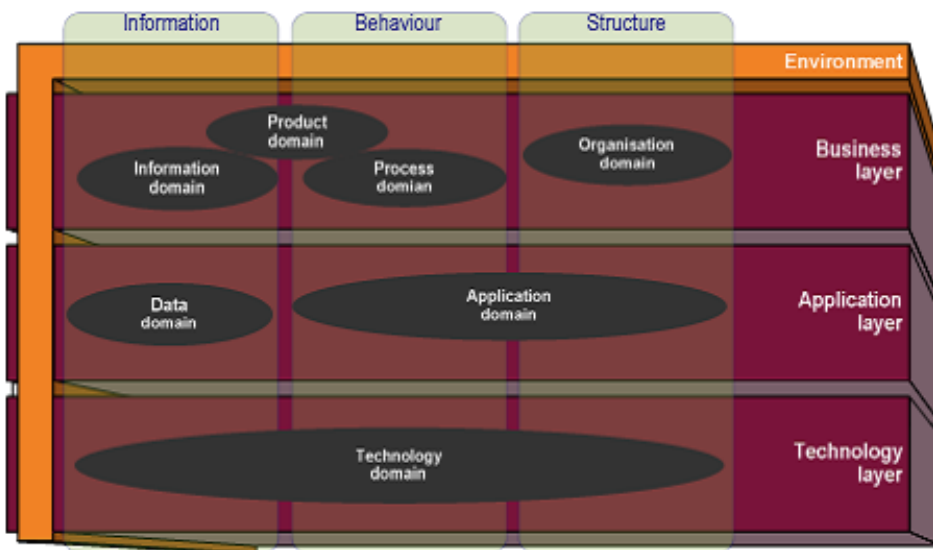 Information
Behaviour
Structure
Environment
Product
domain
Information
domain
Process
domian
Organisation
domain
Business
layer
Data
domain
Application
domain
Application
layer
Technology
domain
Technology
layer